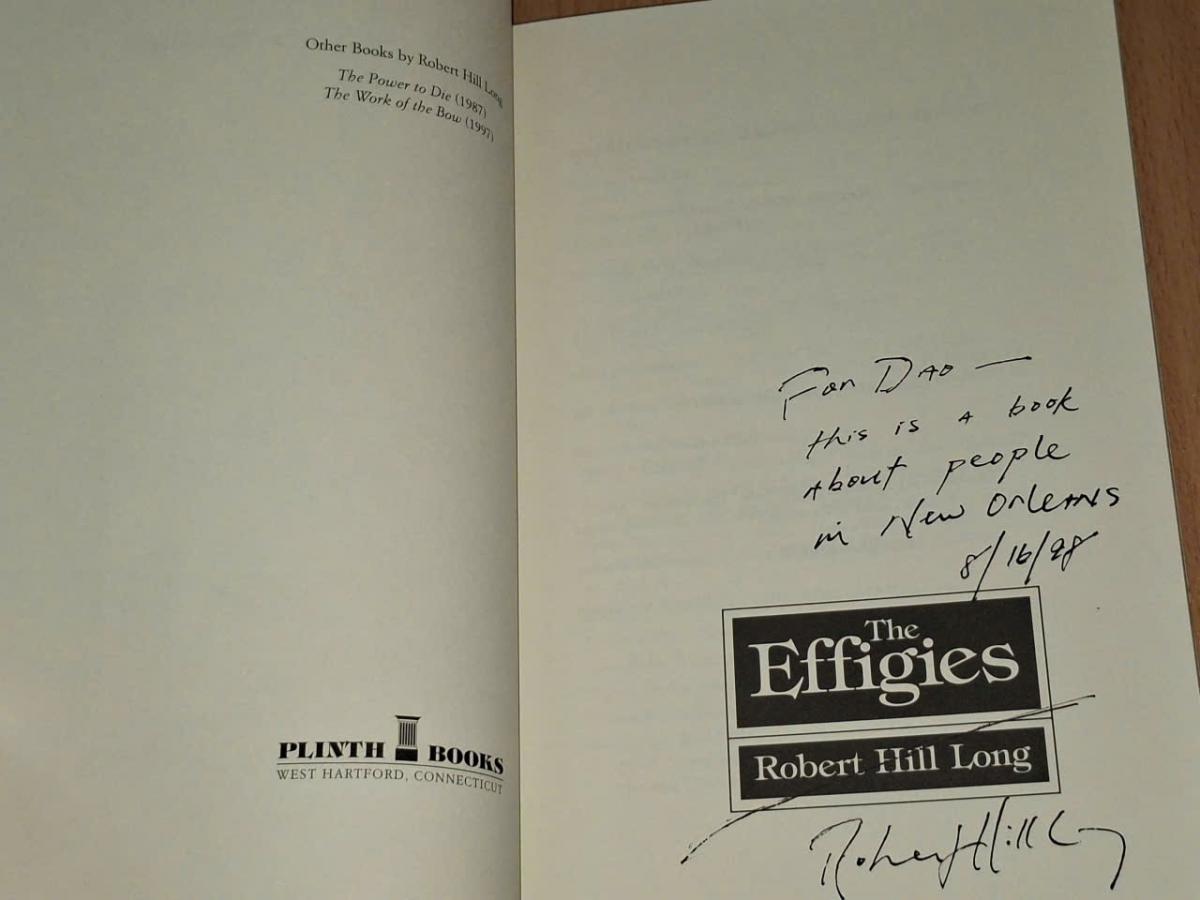 Other Books by Robert Hill Long
The Power to Die (1987)
The Work of the Bow (1997)
PLINTH BOOKS
WEST HARTFORD, CONNECTICUT
For DAO —
this is A book
About people
in New Orleans
8/16/98
The
Effigies
Robert Hill Long
Robert Hill Long